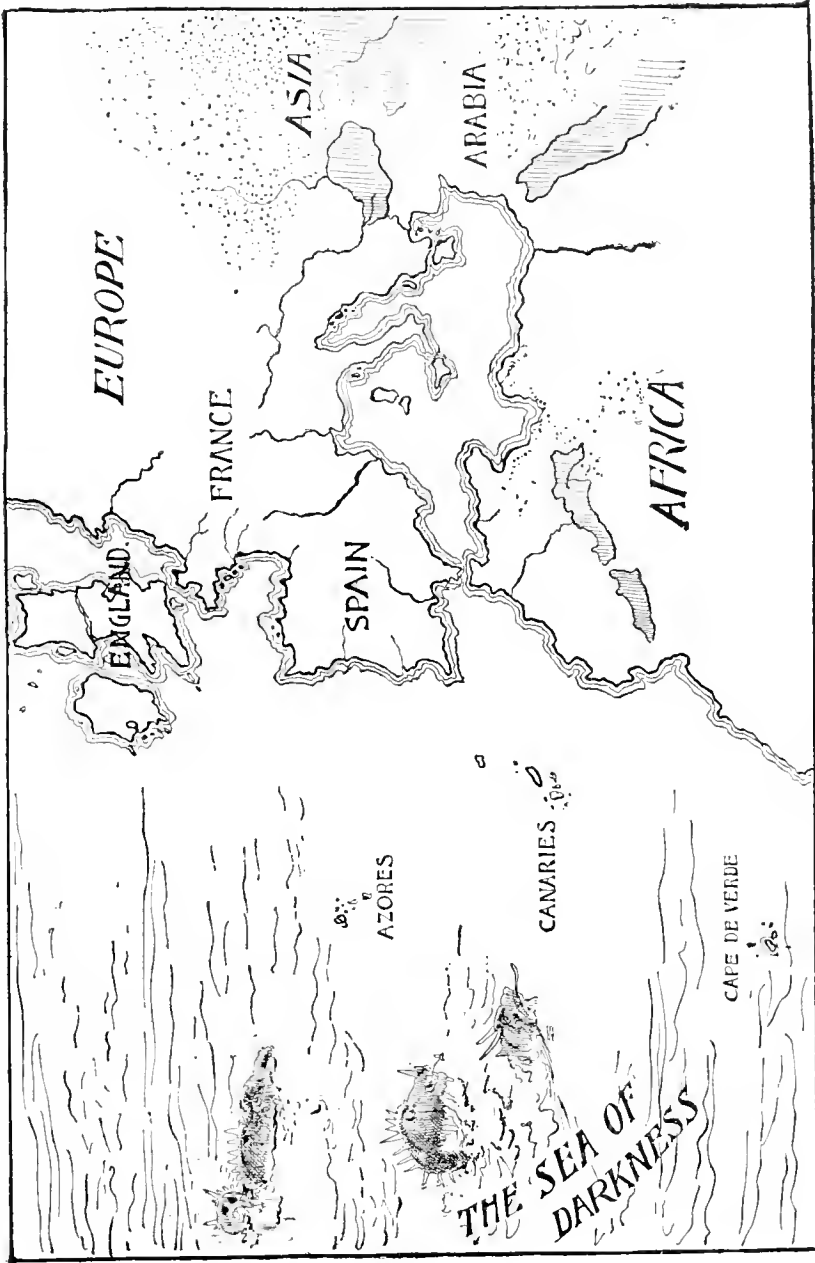 EUROPE
ASIA
ENGLAND.
FRANCE
ARABIA
SPAIN
AFRICA
AZORES
CANARIES
CAPE DE VERDE
THE SEA OF
DARKNESS